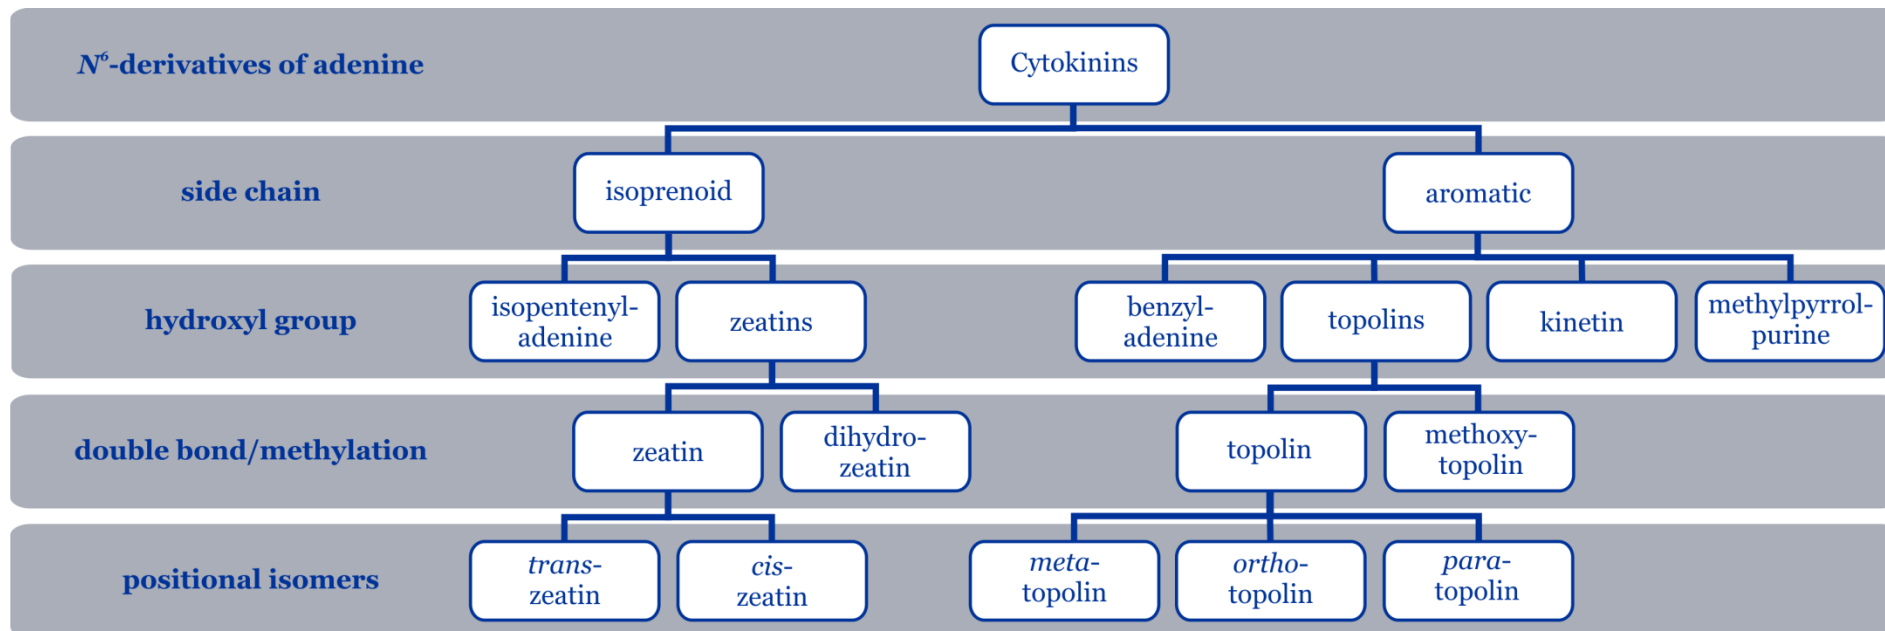 N⁶-derivatives of adenine
Cytokinins
side chain
isoprenoid
aromatic
hydroxyl group
isopentenyl-
adenine
zeatins
benzyl-
adenine
topolins
kinetin
methylpyrrol-
purine
double bond/methylation
zeatin
dihydro-
zeatin
topolin
methoxy-
topolin
positional isomers
trans-
zeatin
cis-
zeatin
meta-
topolin
ortho-
topolin
para-
topolin